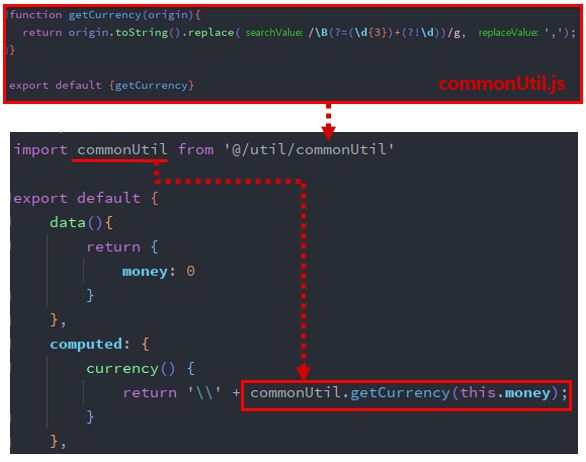 function getCurrency(origin){
  return origin.toString().replace( searchValue: /\B(?=(\d{3})+(?!\d))/g,  replaceValue: ',');
}
export default {getCurrency}
commonUtil.js
import commonUtil from '@/util/commonUtil'
export default {
    data(){
        return {
            money: 0
        }
    },
    computed: {
        currency() {
            return '\\' + commonUtil.getCurrency(this.money);
        }
    },